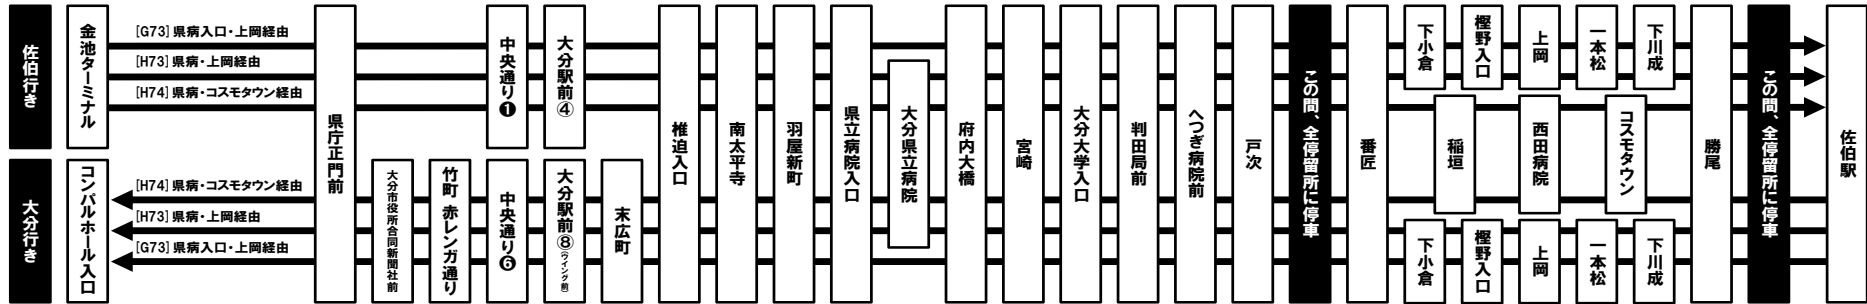 佐伯行き
金池ターミナル
[G73] 県病入口・上岡経由
[H73] 県病・上岡経由
[H74] 県病・コスモタウン経由
県庁正門前
中央通り❶
大分駅前④
椎迫入口
南太平寺
羽屋新町
県立病院入口
大分県立病院
府内大橋
宮崎
大分大学入口
判田局前
へつぎ病院前
戸次
この間、全停留所に停車
番匠
下小倉
樫野入口
上岡
一本松
下川成
稲垣
西田病院
コスモタウン
勝尾
この間、全停留所に停車
佐伯駅
大分行き
コンパルホール入口
[H74] 県病・コスモタウン経由
[H73] 県病・上岡経由
[G73] 県病入口・上岡経由
大分市役所合同新聞社前
竹町 赤レンガ通り
中央通り❻
大分駅前⑧(ウイング前)
末広町
下小倉
樫野入口
上岡
一本松
下川成